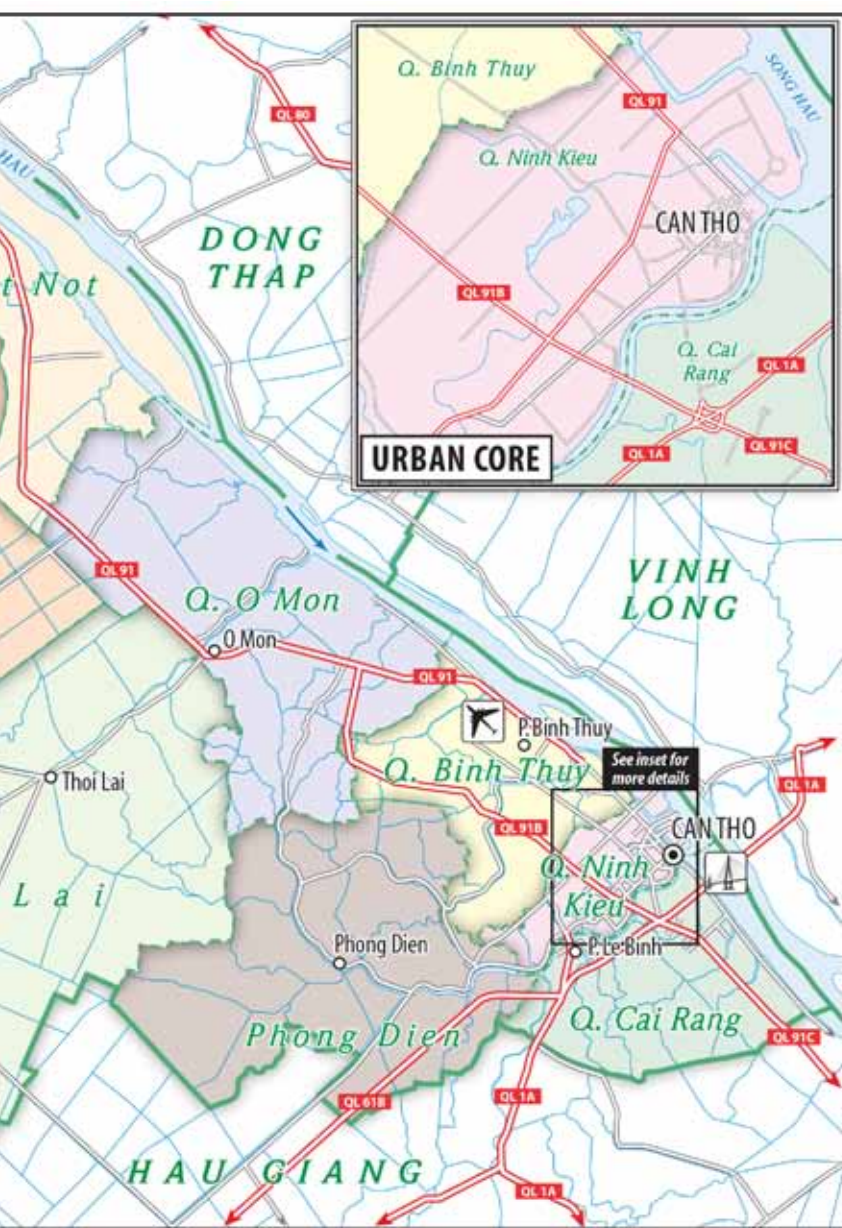 QL 80
HAU
DONG
THAP
t Not
Q. Binh Thuy
QL 91
SONG HAU
Q. Ninh Kieu
CAN THO
QL 91B
Q. Cai
Rang
QL 1A
QL 1A
QL 91C
URBAN CORE
QL 91
VINH
LONG
Q. O Mon
O Mon
QL 91
P. Binh Thuy
Q. Binh Thuy
See inset for
more details
Thoi Lai
QL 1A
QL 91B
CAN THO
Q. Ninh
Kieu
Lai
Phong Dien
P. Le Binh
Phong Dien
Q. Cai Rang
QL 91C
QL 61B
QL 1A
HAU GIANG
QL 1A